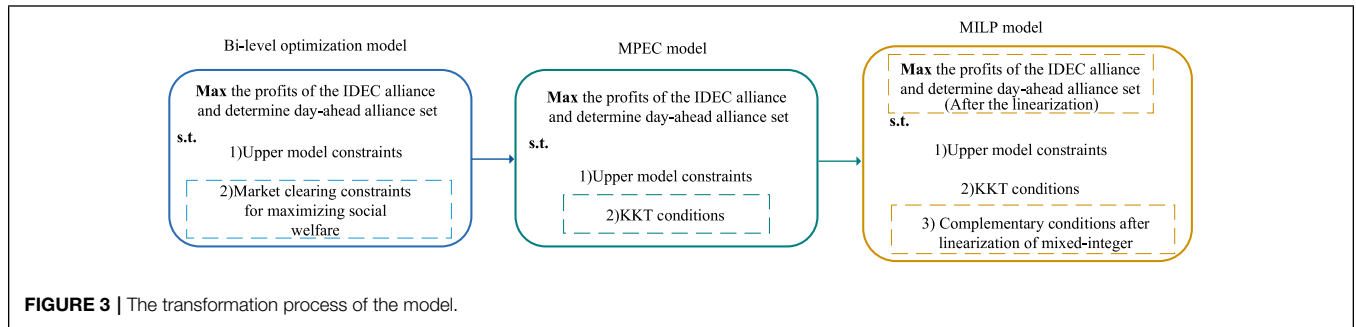 Bi-level optimization model
Max the profits of the IDEC alliance
and determine day-ahead alliance set
s.t.
1)Upper model constraints
2)Market clearing constraints
for maximizing social
welfare
MPEC model
Max the profits of the IDEC alliance
and determine day-ahead alliance set
s.t.
1)Upper model constraints
2)KKT conditions
MILP model
Max the profits of the IDEC alliance
and determine day-ahead alliance set
(After the linearization)
s.t.
1)Upper model constraints
2)KKT conditions
3) Complementary conditions after
linearization of mixed-integer
FIGURE 3 | The transformation process of the model.